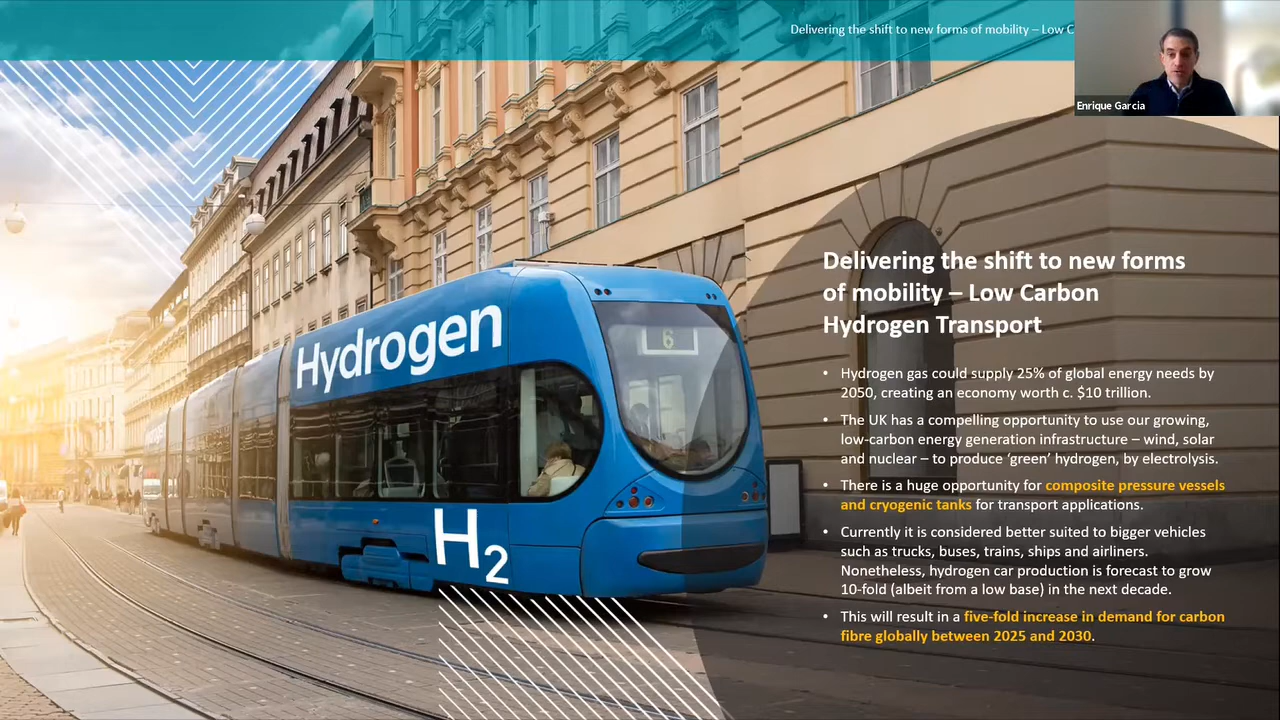 Delivering the shift to new forms of mobility – Low C
Enrique Garcia
6
Hydrogen
H2
Delivering the shift to new forms
of mobility – Low Carbon
Hydrogen Transport
• Hydrogen gas could supply 25% of global energy needs by
2050, creating an economy worth c. $10 trillion.
• The UK has a compelling opportunity to use our growing,
low-carbon energy generation infrastructure – wind, solar
and nuclear – to produce ‘green’ hydrogen, by electrolysis.
• There is a huge opportunity for composite pressure vessels
and cryogenic tanks for transport applications.
• Currently it is considered better suited to bigger vehicles
such as trucks, buses, trains, ships and airliners.
Nonetheless, hydrogen car production is forecast to grow
10-fold (albeit from a low base) in the next decade.
• This will result in a five-fold increase in demand for carbon
fibre globally between 2025 and 2030.